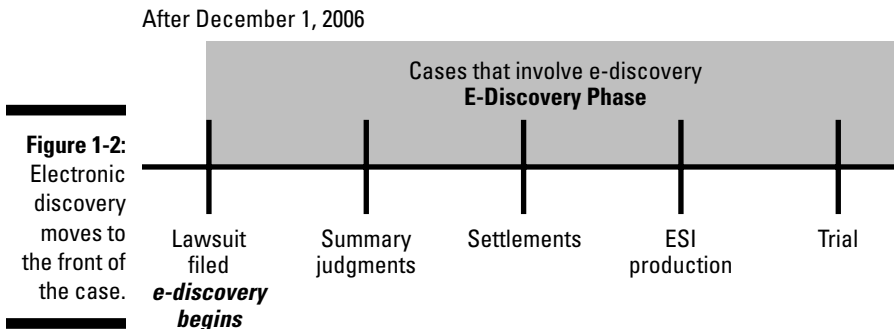 After December 1, 2006
Cases that involve e-discovery
E-Discovery Phase
Figure 1-2:
Electronic
discovery
moves to
the front of
the case.
Lawsuit
filed
e-discovery
begins
Summary
judgments
Settlements
ESI
production
Trial